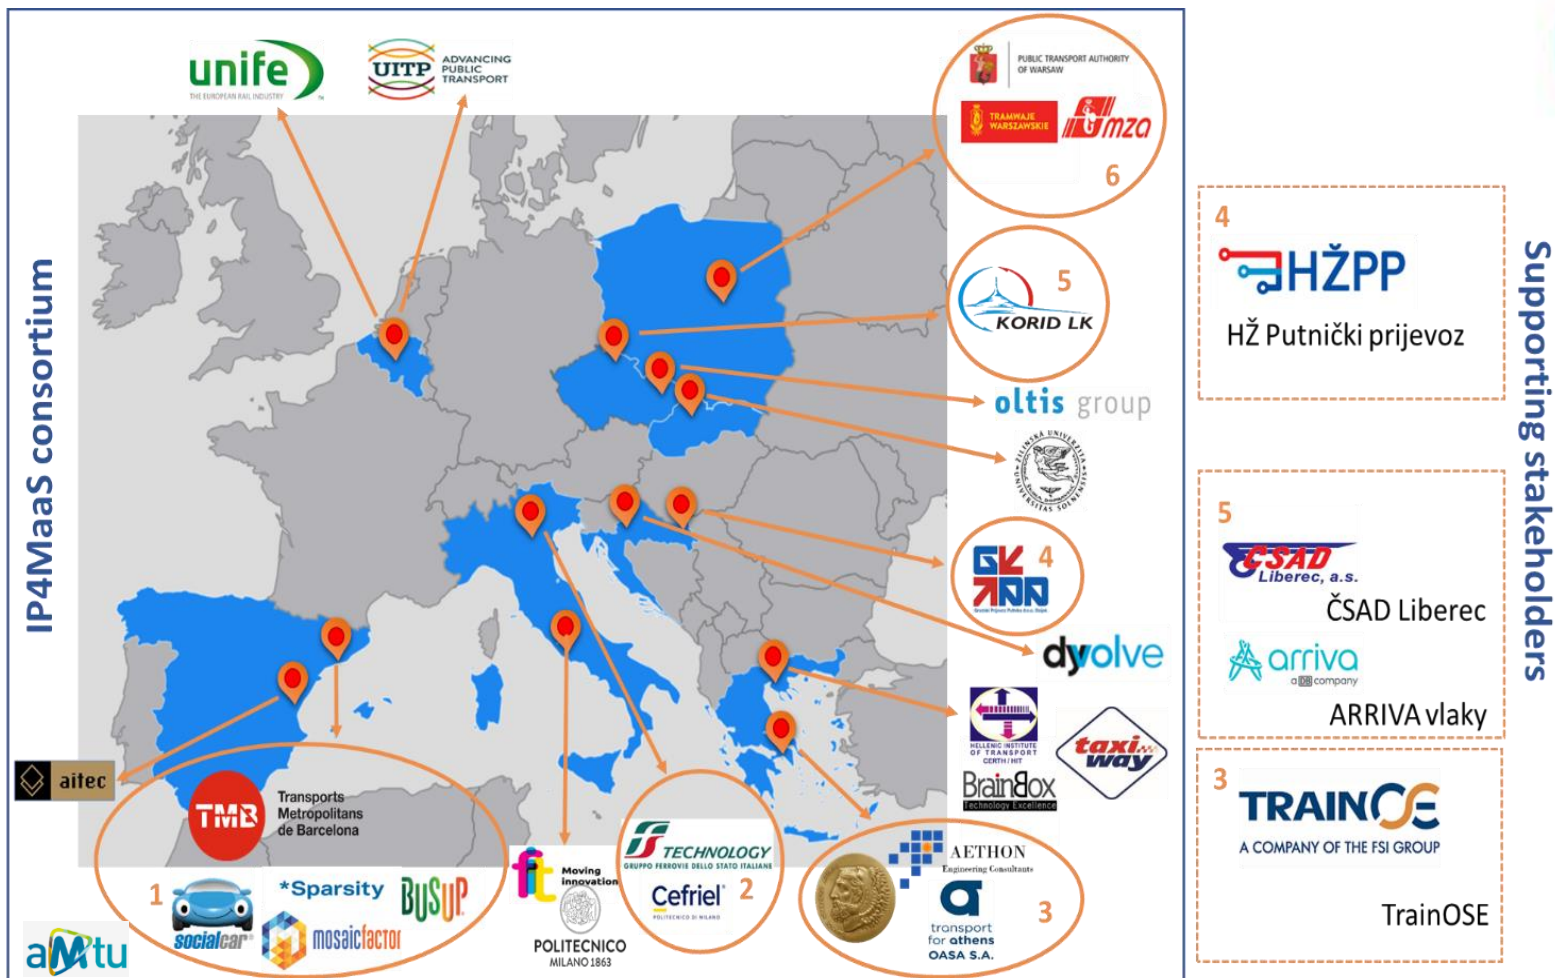 IP4MaaS consortium
unife
THE EUROPEAN RAIL INDUSTRY
UITP
ADVANCING
PUBLIC
TRANSPORT
PUBLIC TRANSPORT AUTHORITY
OF WARSAW
TRAMWAJE
WARSZAWSKIE
mza
6
5
KORID LK
oltis group
4
dyvolve
HELLENIC INSTITUTE
OF TRANSPORT
CERTH / HIT
taxi
way
BrainBox
Technology Excellence
aitec
TMB
Transports
Metropolitans
de Barcelona
1
socialcar
*Sparsity
BUSUP
mosaicfactor
aMtu
fit
Moving
innovation
POLITECNICO
MILANO 1863
TECHNOLOGY
GRUPPO FERROVIE DELLO STATO ITALIANE
Cefriel
POLITECNICO DI MILANO
2
AETHON
Engineering Consultants
transport
for athens
OASA S.A.
3
Supporting stakeholders
4
HŽPP
HŽ Putnički prijevoz
5
ČSAD
Liberec, a.s.
ČSAD Liberec
arriva
a DB company
ARRIVA vlaky
3
TRAINOSE
A COMPANY OF THE FSI GROUP
TrainOSE